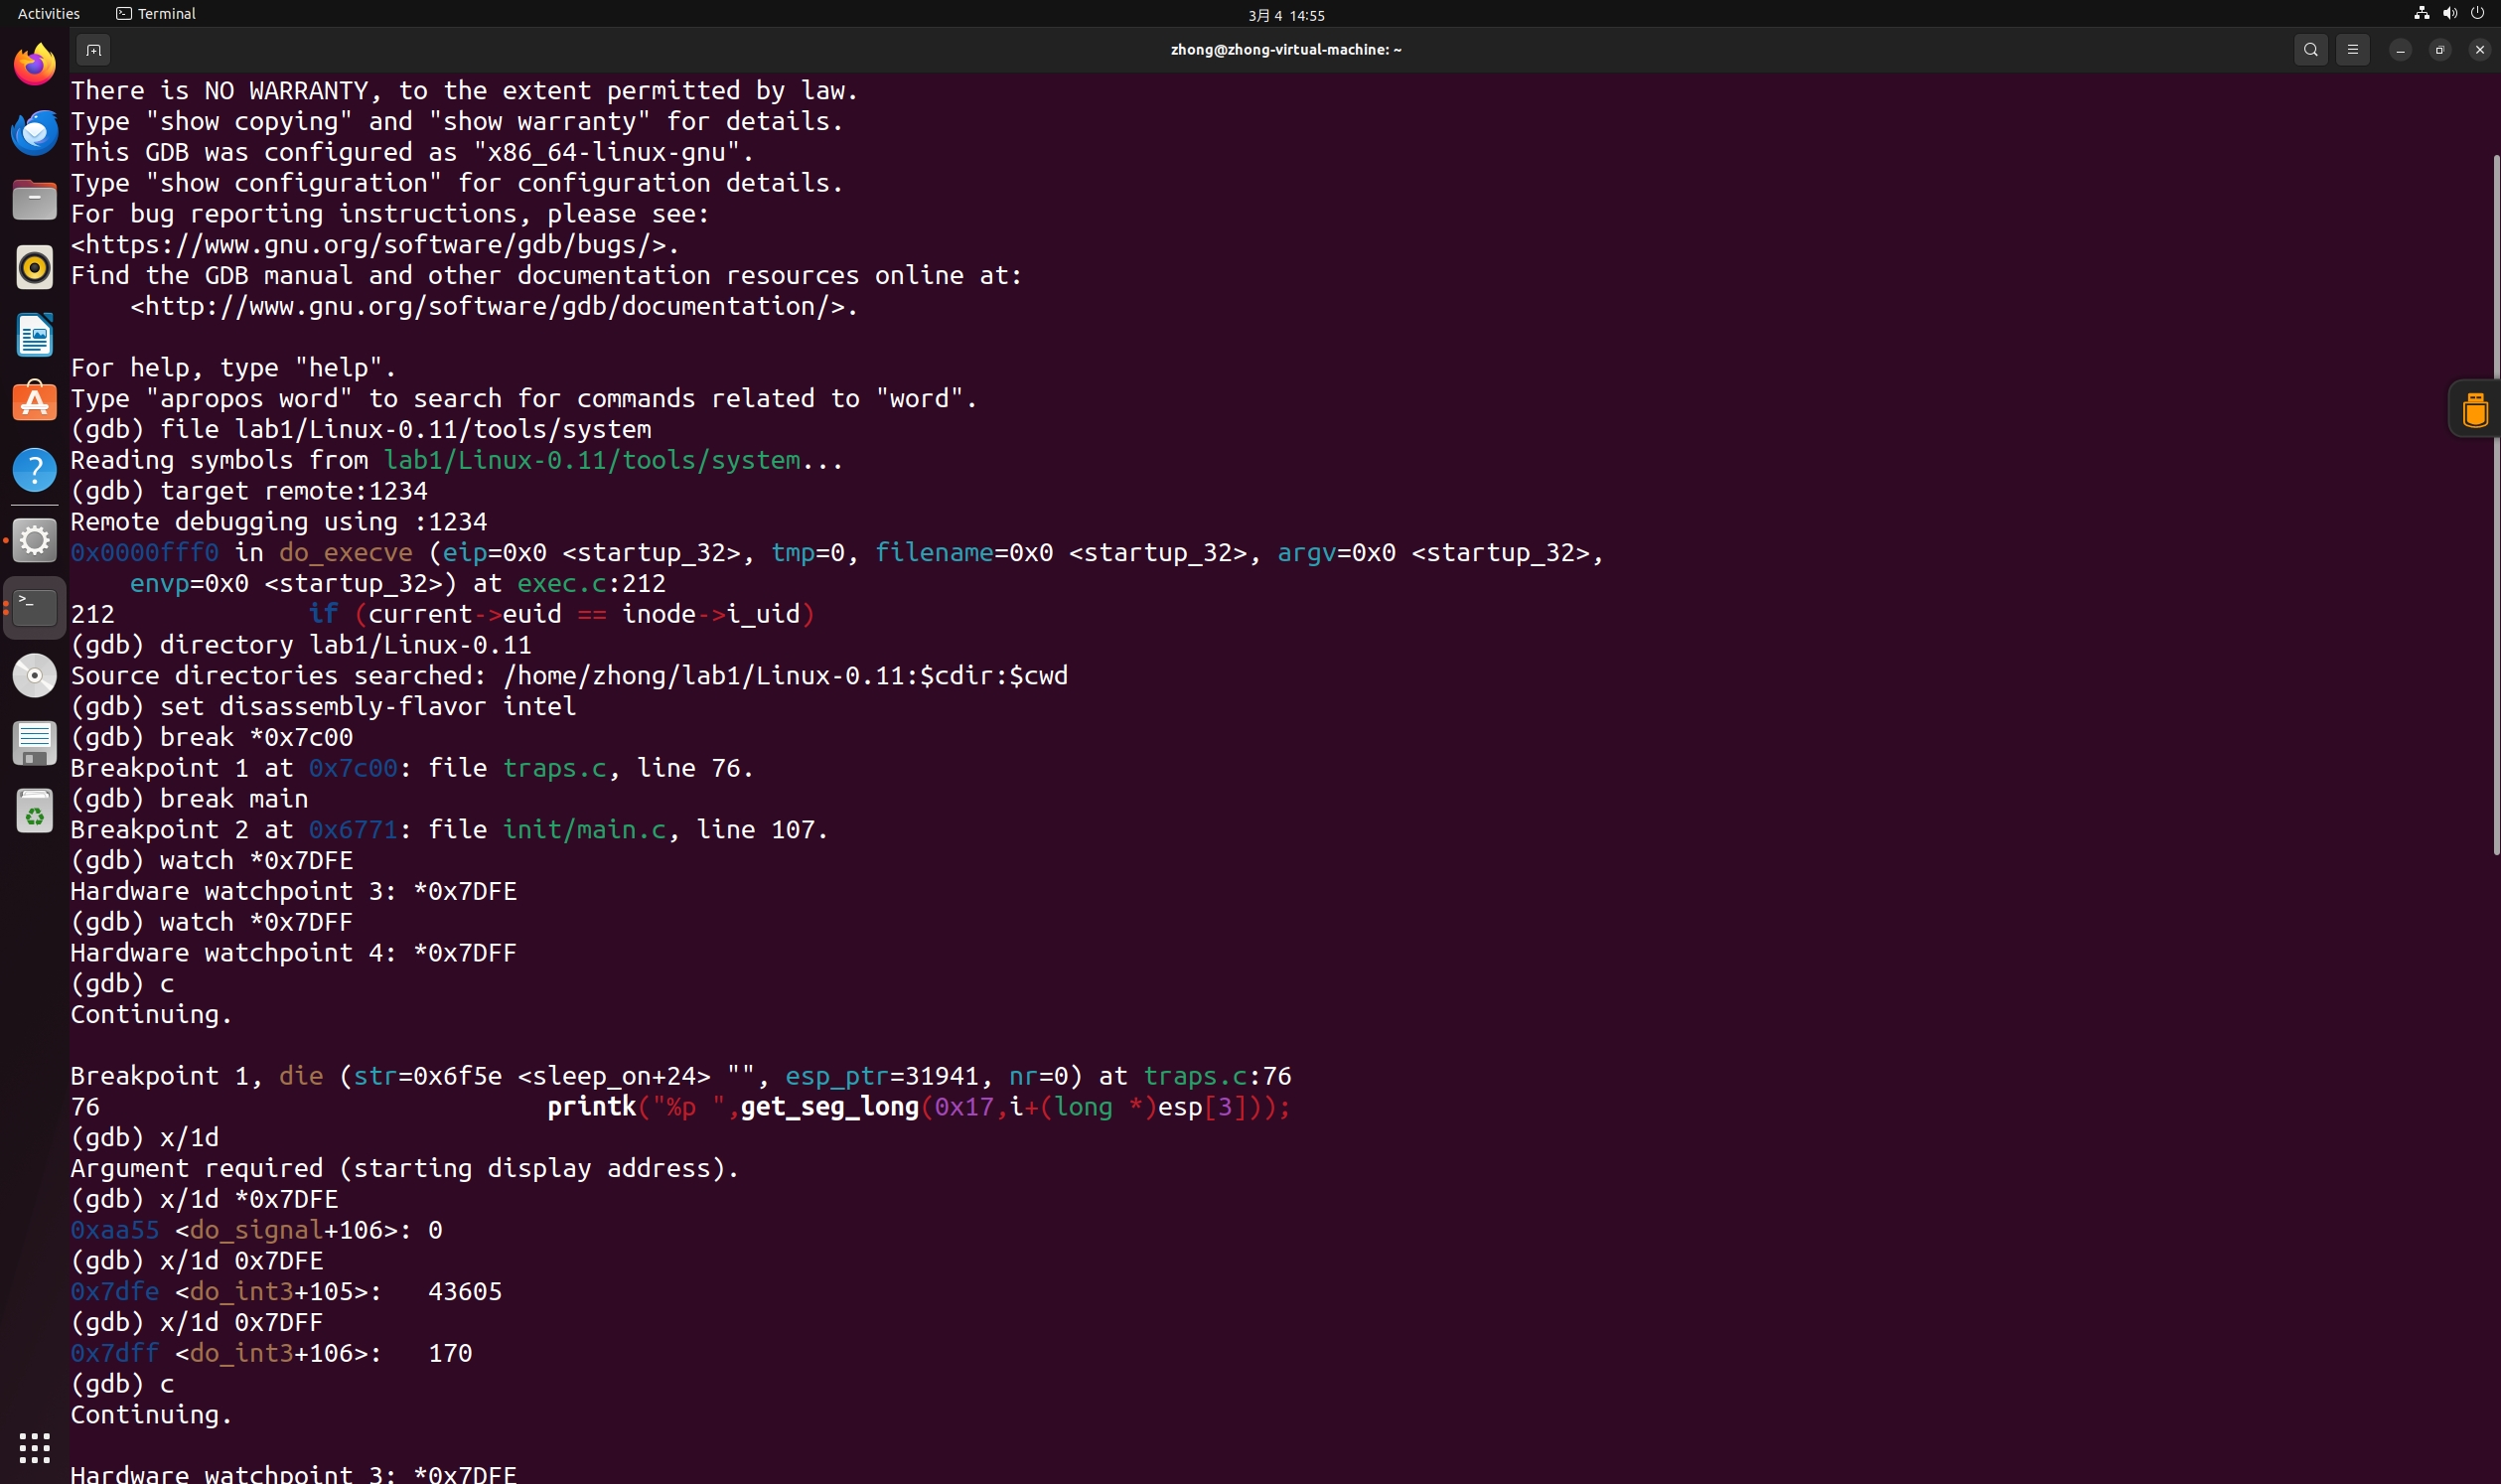 Activities
Terminal
3月 4 14:55
zhong@zhong-virtual-machine: ~
There is NO WARRANTY, to the extent permitted by law.
Type "show copying" and "show warranty" for details.
This GDB was configured as "x86_64-linux-gnu".
Type "show configuration" for configuration details.
For bug reporting instructions, please see:
<https://www.gnu.org/software/gdb/bugs/>.
Find the GDB manual and other documentation resources online at:
    <http://www.gnu.org/software/gdb/documentation/>.

For help, type "help".
Type "apropos word" to search for commands related to "word".
(gdb) file lab1/Linux-0.11/tools/system
Reading symbols from lab1/Linux-0.11/tools/system...
(gdb) target remote:1234
Remote debugging using :1234
0x0000fff0 in do_execve (eip=0x0 <startup_32>, tmp=0, filename=0x0 <startup_32>, argv=0x0 <startup_32>,
    envp=0x0 <startup_32>) at exec.c:212
212             if (current->euid == inode->i_uid)
(gdb) directory lab1/Linux-0.11
Source directories searched: /home/zhong/lab1/Linux-0.11:$cdir:$cwd
(gdb) set disassembly-flavor intel
(gdb) break *0x7c00
Breakpoint 1 at 0x7c00: file traps.c, line 76.
(gdb) break main
Breakpoint 2 at 0x6771: file init/main.c, line 107.
(gdb) watch *0x7DFE
Hardware watchpoint 3: *0x7DFE
(gdb) watch *0x7DFF
Hardware watchpoint 4: *0x7DFF
(gdb) c
Continuing.

Breakpoint 1, die (str=0x6f5e <sleep_on+24> "", esp_ptr=31941, nr=0) at traps.c:76
76                              printk("%p ",get_seg_long(0x17,i+(long *)esp[3]));
(gdb) x/1d
Argument required (starting display address).
(gdb) x/1d *0x7DFE
0xaa55 <do_signal+106>: 0
(gdb) x/1d 0x7DFE
0x7dfe <do_int3+105>:   43605
(gdb) x/1d 0x7DFF
0x7dff <do_int3+106>:   170
(gdb) c
Continuing.

Hardware watchpoint 3: *0x7DFE